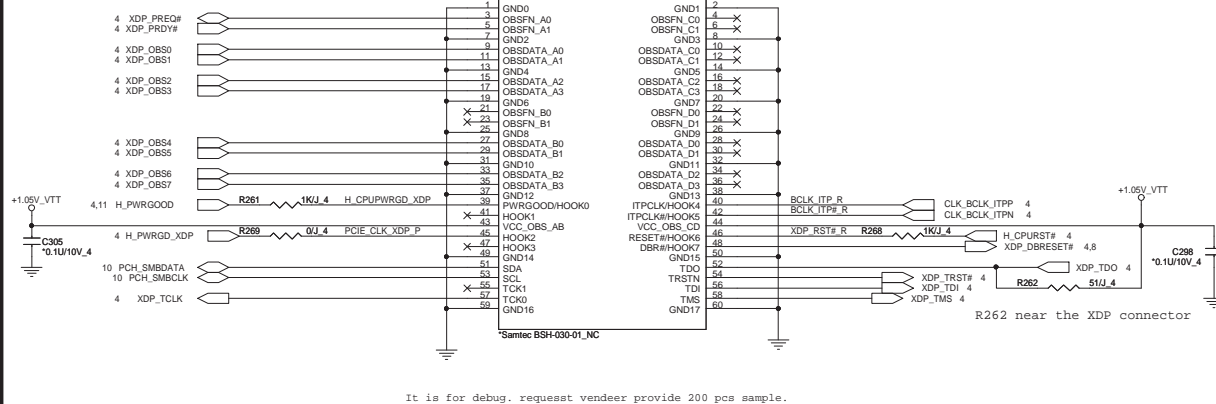 1 GND0 GND1 2
4 XDP_PREQ# 3 OBSFN_A0 OBSFN_C0 4
4 XDP_PRDY# 5 OBSFN_A1 OBSFN_C1 6
7 GND2 GND3 8
4 XDP_OBS0 9 OBSDATA_A0 OBSDATA_C0 10
4 XDP_OBS1 11 OBSDATA_A1 OBSDATA_C1 12
13 GND4 GND5 14
4 XDP_OBS2 15 OBSDATA_A2 OBSDATA_C2 16
4 XDP_OBS3 17 OBSDATA_A3 OBSDATA_C3 18
19 GND6 GND7 20
21 OBSFN_B0 OBSFN_D0 22
23 OBSFN_B1 OBSFN_D1 24
25 GND8 GND9 26
4 XDP_OBS4 27 OBSDATA_B0 OBSDATA_D0 28
4 XDP_OBS5 29 OBSDATA_B1 OBSDATA_D1 30
31 GND10 GND11 32
4 XDP_OBS6 33 OBSDATA_B2 OBSDATA_D2 34
4 XDP_OBS7 35 OBSDATA_B3 OBSDATA_D3 36
37 GND12 GND13 38
+1.05V_VTT 4,11 H_PWRGOOD R261 1K/J_4 H_CPUPWRGD_XDP 39 PWRGOOD/HOOK0 ITPCLK/HOOK4 40 BCLK_ITP_R CLK_BCLK_ITPP 4 +1.05V_VTT
41 HOOK1 ITPCLK#/HOOK5 42 BCLK_ITP#_R CLK_BCLK_ITPN 4
43 VCC_OBS_AB VCC_OBS_CD 44
4 H_PWRGD_XDP R269 0/J_4 PCIE_CLK_XDP_P 45 HOOK2 RESET#/HOOK6 46 XDP_RST#_R R268 1K/J_4 H_CPURST# 4
C305 47 HOOK3 DBR#/HOOK7 48 XDP_DBRESET# 4,8 C298
*0.1U/10V_4 49 GND14 GND15 50 *0.1U/10V_4
10 PCH_SMBDATA 51 SDA TDO 52 XDP_TDO 4
10 PCH_SMBCLK 53 SCL TRSTN 54 XDP_TRST# 4 R262 51/J_4
55 TCK1 TDI 56 XDP_TDI 4
4 XDP_TCLK 57 TCK0 TMS 58 XDP_TMS 4
59 GND16 GND17 60
R262 near the XDP connector
*Samtec BSH-030-01_NC
It is for debug. requesst vendeer provide 200 pcs sample.